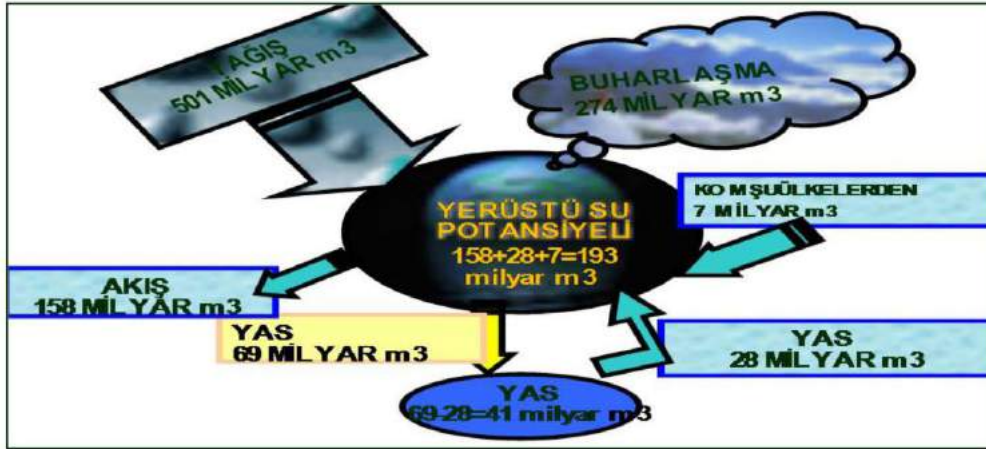 YAĞIŞ
501 MİLYAR m3
BUHARLAŞMA
274 MİLYAR m3
KOMŞUÜLKELERDEN
7 MİLYAR m3
YERÜSTÜ SU
POTANSİYELİ
158+28+7=193
milyar m3
AKIŞ
158 MİLYAR m3
YAS
69 MİLYAR m3
YAS
28 MİLYAR m3
YAS
69-28=41 milyar m3